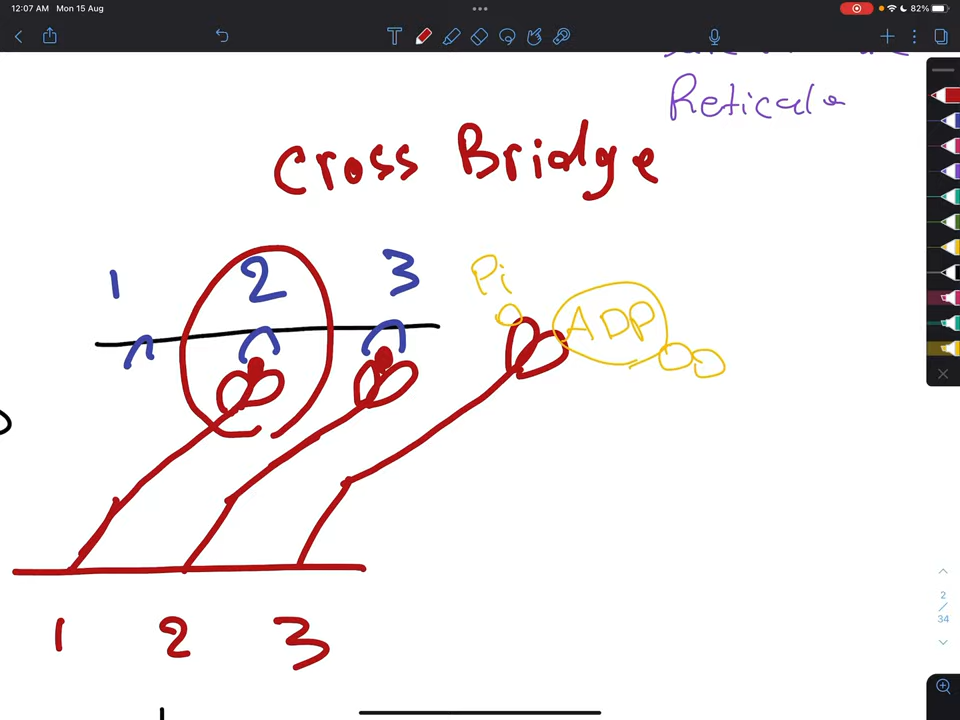 12:07 AM Mon 15 Aug
82%
T
Reticula
Cross Bridge
1 2 3
Pi
ADP
1 2 3
2
/
34